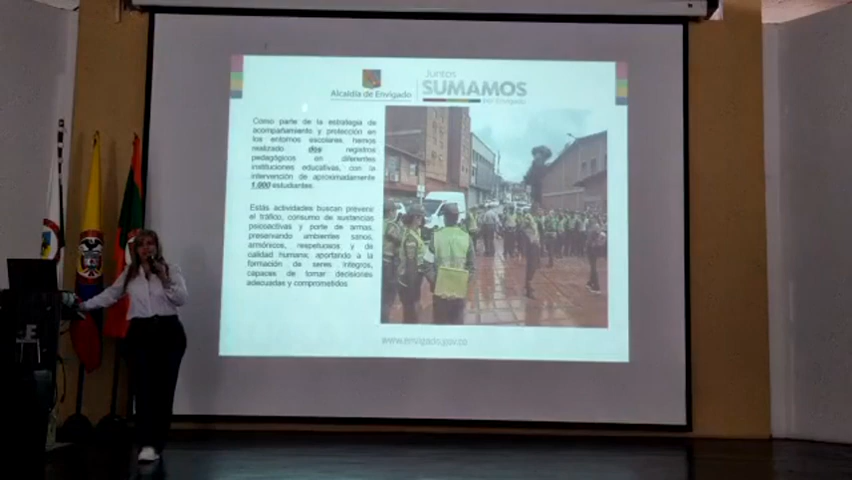 Alcaldía de Envigado
Juntos
SUMAMOS
por Envigado
Como parte de la estrategia de
acompañamiento y protección en
los entornos escolares, hemos
realizado dos registros
pedagógicos en diferentes
instituciones educativas, con la
intervención de aproximadamente
1.000 estudiantes.
Estás actividades buscan prevenir
el tráfico, consumo de sustancias
psicoactivas y porte de armas,
preservando ambientes sanos,
armónicos, respetuosos y de
calidad humana; aportando a la
formación de seres íntegros,
capaces de tomar decisiones
adecuadas y comprometidos
www.envigado.gov.co